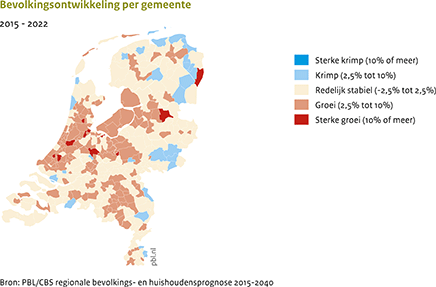 Bevolkingsontwikkeling per gemeente
2015 - 2022
Sterke krimp (10% of meer)
Krimp (2,5% tot 10%)
Redelijk stabiel (-2,5% tot 2,5%)
Groei (2,5% tot 10%)
Sterke groei (10% of meer)
pbl.nl
Bron: PBL/CBS regionale bevolkings- en huishoudensprognose 2015-2040